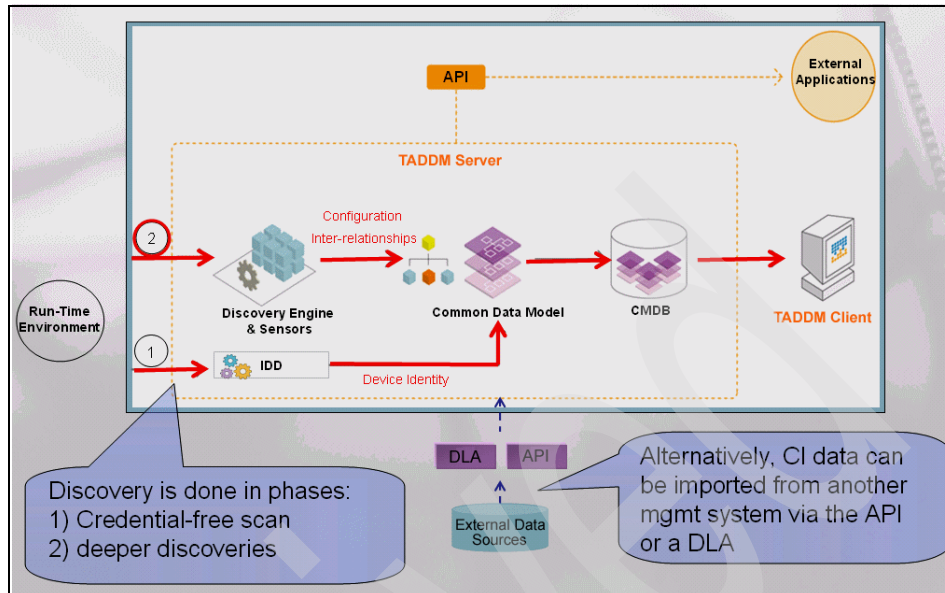 API
External
Applications
TADDM Server
2
Configuration
Inter-relationships
Run-Time
Environment
Discovery Engine
& Sensors
Common Data Model
CMDB
TADDM Client
1
IDD
Device Identity
DLA
API
External Data
Sources
Discovery is done in phases:
1) Credential-free scan
2) deeper discoveries
Alternatively, CI data can
be imported from another
mgmt system via the API
or a DLA